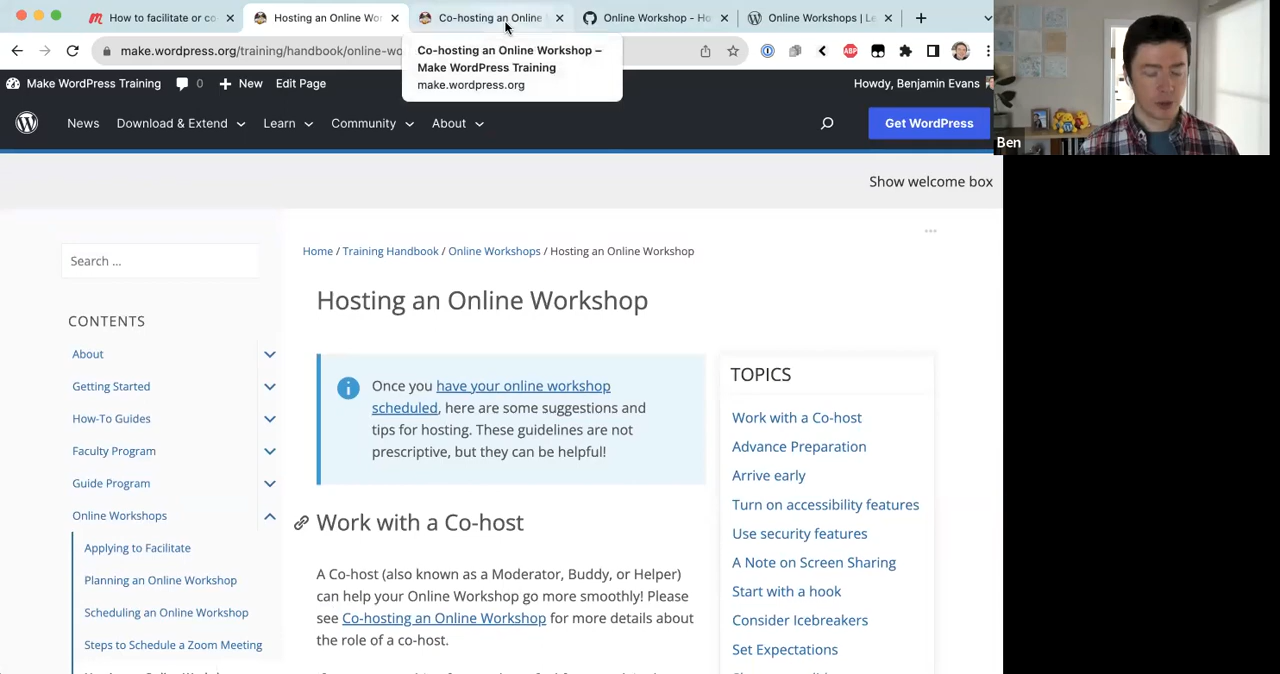 How to facilitate or co
Hosting an Online Wor
Co-hosting an Online
Online Workshop - Ho
Online Workshops | Le
make.wordpress.org/training/handbook/online-wo
Co-hosting an Online Workshop –
Make WordPress Training
make.wordpress.org
ABP
Make WordPress Training
0
New
Edit Page
Howdy, Benjamin Evans
News
Download & Extend
Learn
Community
About
Get WordPress
Ben
Show welcome box
Search ...
CONTENTS
About
Getting Started
How-To Guides
Faculty Program
Guide Program
Online Workshops
Applying to Facilitate
Planning an Online Workshop
Scheduling an Online Workshop
Steps to Schedule a Zoom Meeting
Home / Training Handbook / Online Workshops / Hosting an Online Workshop
Hosting an Online Workshop
Once you have your online workshop
scheduled, here are some suggestions and
tips for hosting. These guidelines are not
prescriptive, but they can be helpful!
Work with a Co-host
A Co-host (also known as a Moderator, Buddy, or Helper)
can help your Online Workshop go more smoothly! Please
see Co-hosting an Online Workshop for more details about
the role of a co-host.
TOPICS
Work with a Co-host
Advance Preparation
Arrive early
Turn on accessibility features
Use security features
A Note on Screen Sharing
Start with a hook
Consider Icebreakers
Set Expectations